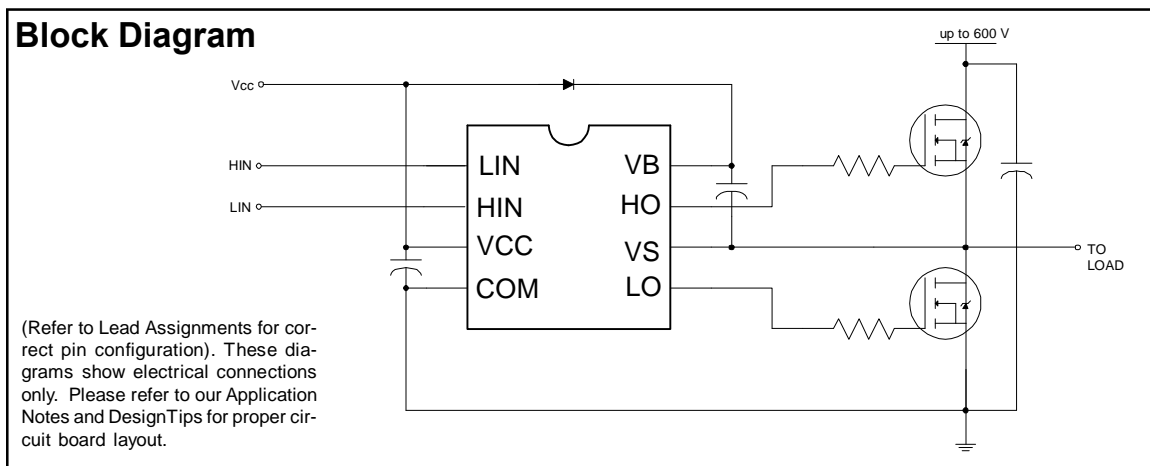 Block Diagram
up to 600 V
Vcc
HIN
LIN
LIN
HIN
VCC
COM
VB
HO
VS
LO
TO
LOAD
(Refer to Lead Assignments for cor-
rect pin configuration). These dia-
grams show electrical connections
only. Please refer to our Application
Notes and DesignTips for proper cir-
cuit board layout.